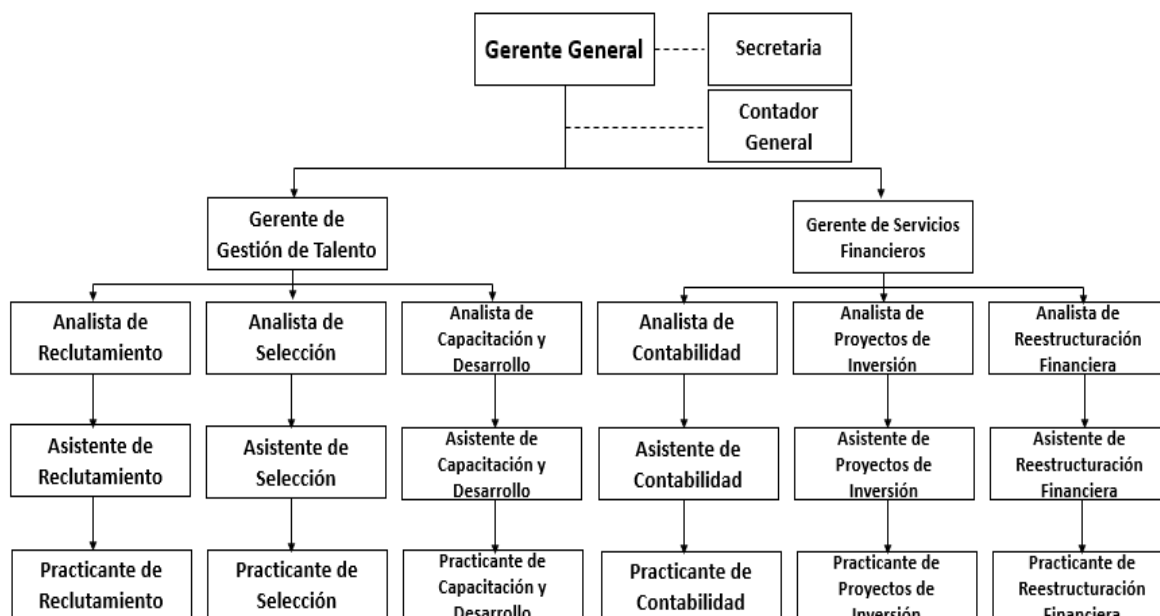 Gerente General
Secretaria
Contador
General
Gerente de
Gestión de Talento
Gerente de Servicios
Financieros
Analista de
Reclutamiento
Analista de
Selección
Analista de
Capacitación y
Desarrollo
Analista de
Contabilidad
Analista de
Proyectos de
Inversión
Analista de
Reestructuración
Financiera
Asistente de
Reclutamiento
Asistente de
Selección
Asistente de
Capacitación y
Desarrollo
Asistente de
Contabilidad
Asistente de
Proyectos de
Inversión
Asistente de
Reestructuración
Financiera
Practicante de
Reclutamiento
Practicante de
Selección
Practicante de
Capacitación y
Desarrollo
Practicante de
Contabilidad
Practicante de
Proyectos de
Inversión
Practicante de
Reestructuración
Financiera